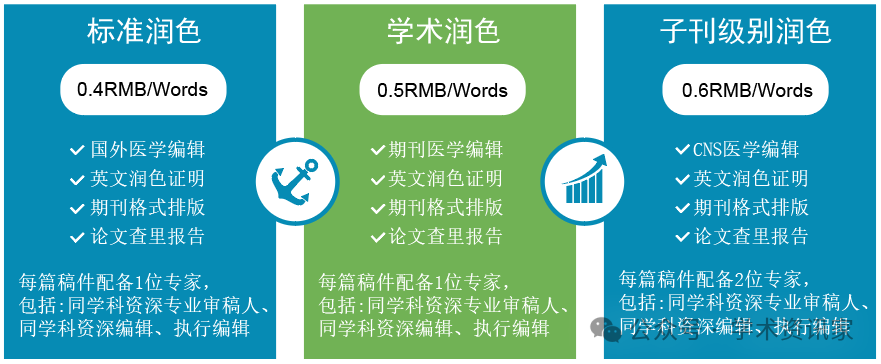 标准润色
0.4RMB/Words
国外医学编辑
英文润色证明
期刊格式排版
论文查里报告
每篇稿件配备1位专家，
包括:同学科资深专业审稿人、
同学科资深编辑、执行编辑
学术润色
0.5RMB/Words
期刊医学编辑
英文润色证明
期刊格式排版
论文查里报告
每篇稿件配备1位专家，
包括:同学科资深专业审稿人、
同学科资深编辑、执行编辑
子刊级别润色
0.6RMB/Words
CNS医学编辑
英文润色证明
期刊格式排版
论文查里报告
每篇稿件配备2位专家，
包括:同学科资深专业审稿人、
同学科资深编辑、执行编辑
公众号·学术资讯家